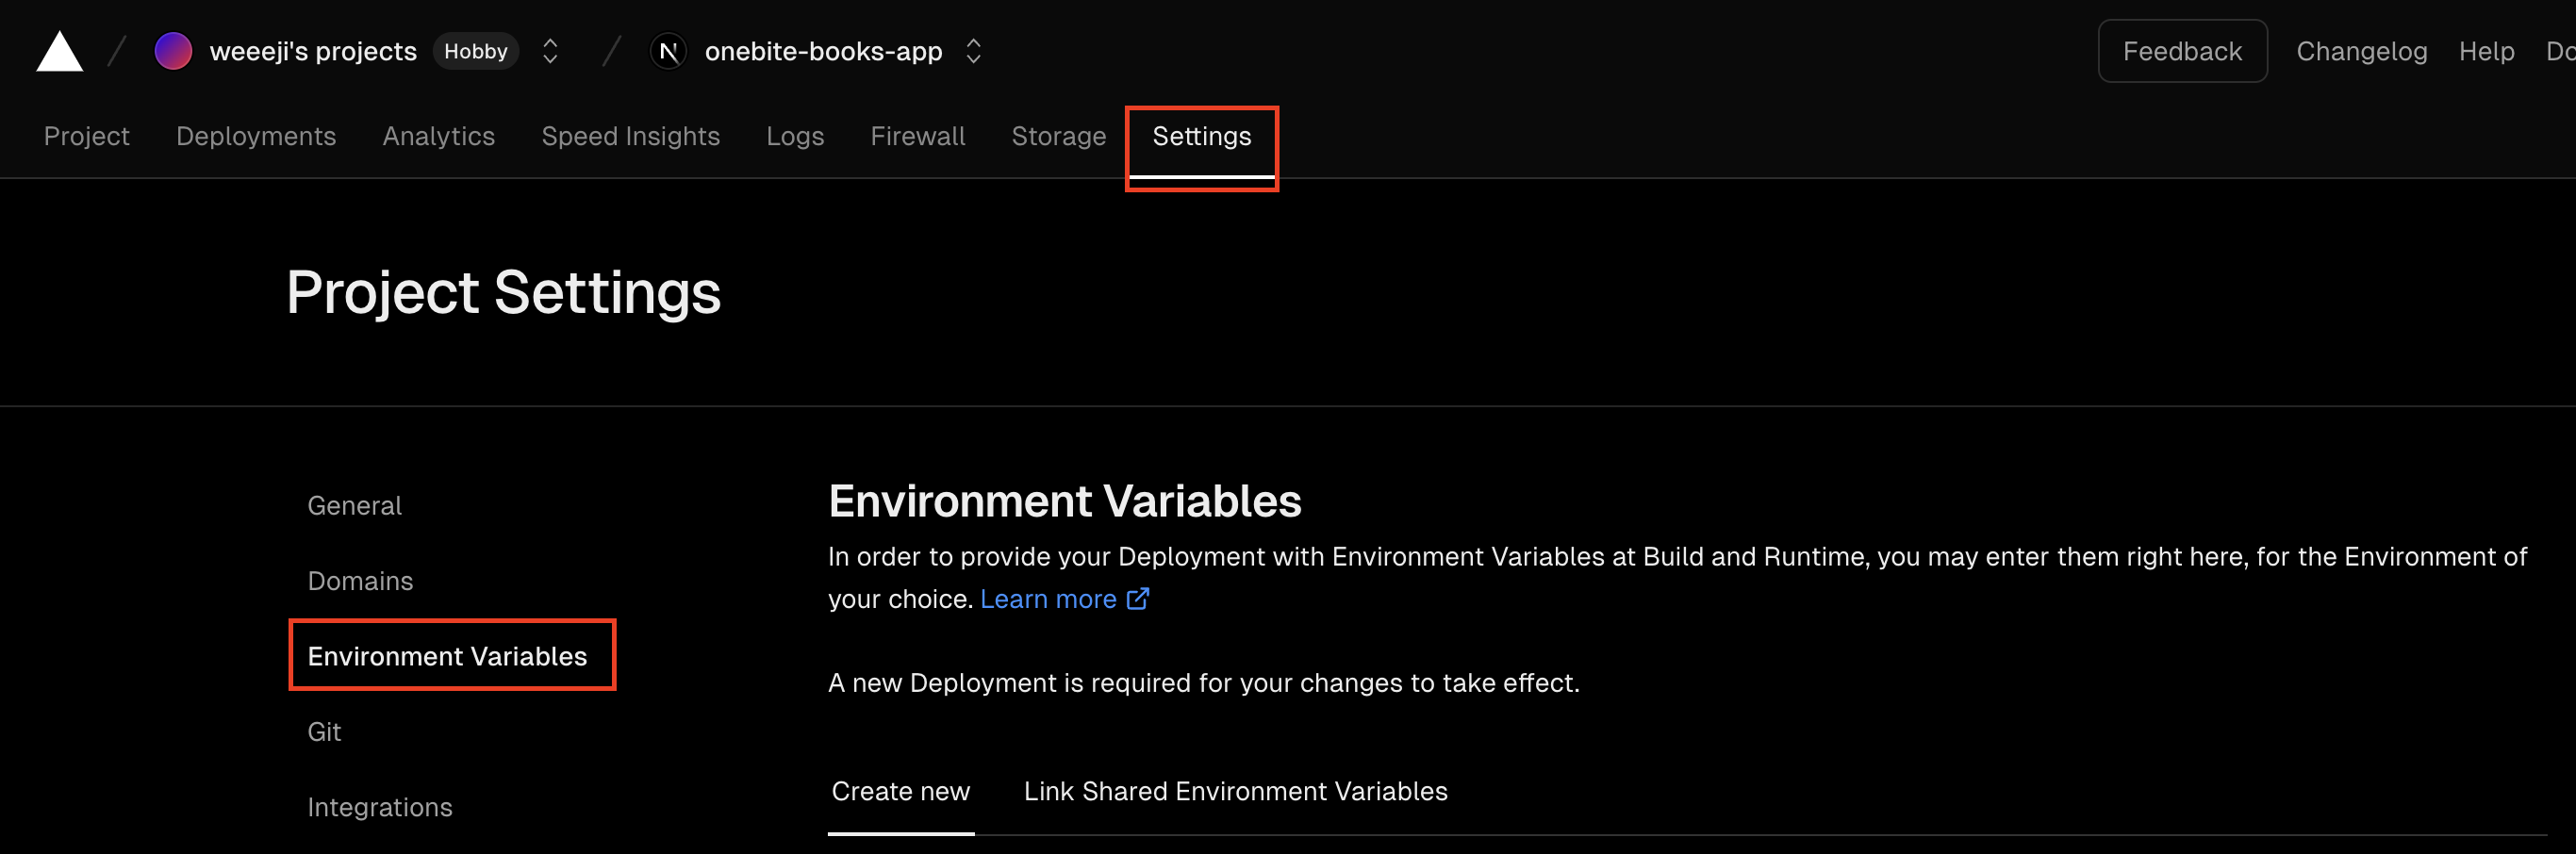 weeeji's projects Hobby onebite-books-app Feedback Changelog Help
Project Deployments Analytics Speed Insights Logs Firewall Storage Settings
Project Settings
General
Domains
Environment Variables
Git
Integrations
Environment Variables
In order to provide your Deployment with Environment Variables at Build and Runtime, you may enter them right here, for the Environment of
your choice. Learn more
A new Deployment is required for your changes to take effect.
Create new Link Shared Environment Variables